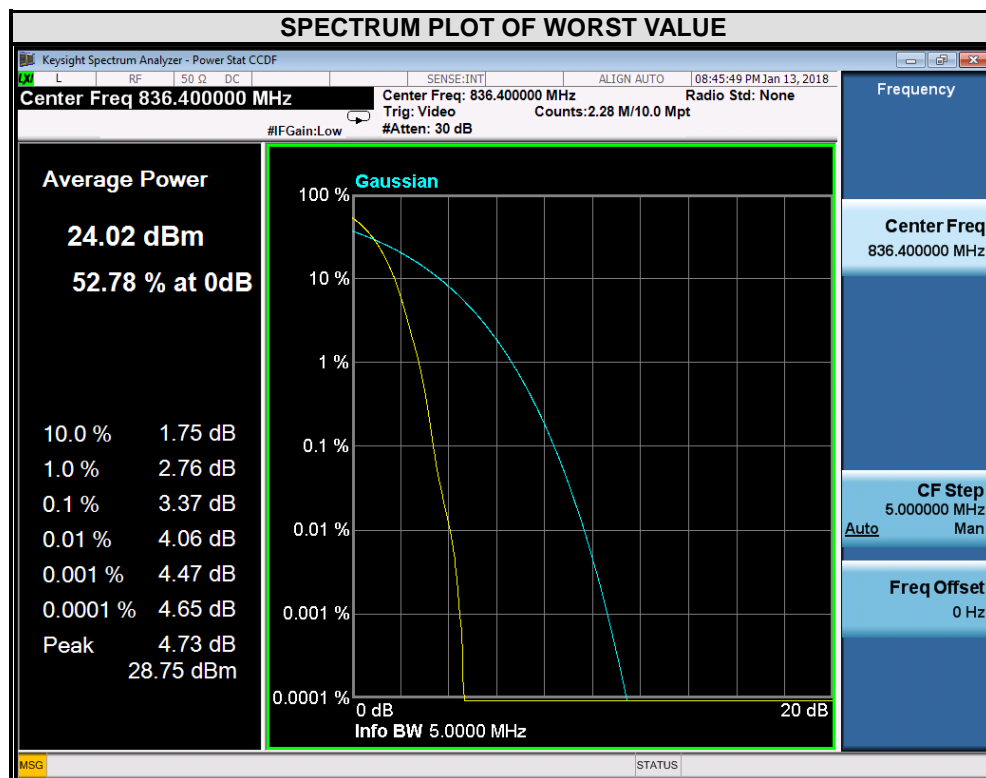 SPECTRUM PLOT OF WORST VALUE
Keysight Spectrum Analyzer - Power Stat CCDF
LXI L RF 50 Ω DC SENSE:INT ALIGN AUTO 08:45:49 PM Jan 13, 2018
Center Freq 836.400000 MHz
Center Freq: 836.400000 MHz Radio Std: None
Trig: Video Counts:2.28 M/10.0 Mpt
#IFGain:Low #Atten: 30 dB
Frequency
Average Power
24.02 dBm
52.78 % at 0dB
10.0 % 1.75 dB
1.0 % 2.76 dB
0.1 % 3.37 dB
0.01 % 4.06 dB
0.001 % 4.47 dB
0.0001 % 4.65 dB
Peak 4.73 dB
28.75 dBm
Gaussian
100 %
10 %
1 %
0.1 %
0.01 %
0.001 %
0.0001 %
0 dB 20 dB
Info BW 5.0000 MHz
Center Freq
836.400000 MHz
CF Step
5.000000 MHz
Auto Man
Freq Offset
0 Hz
MSG STATUS